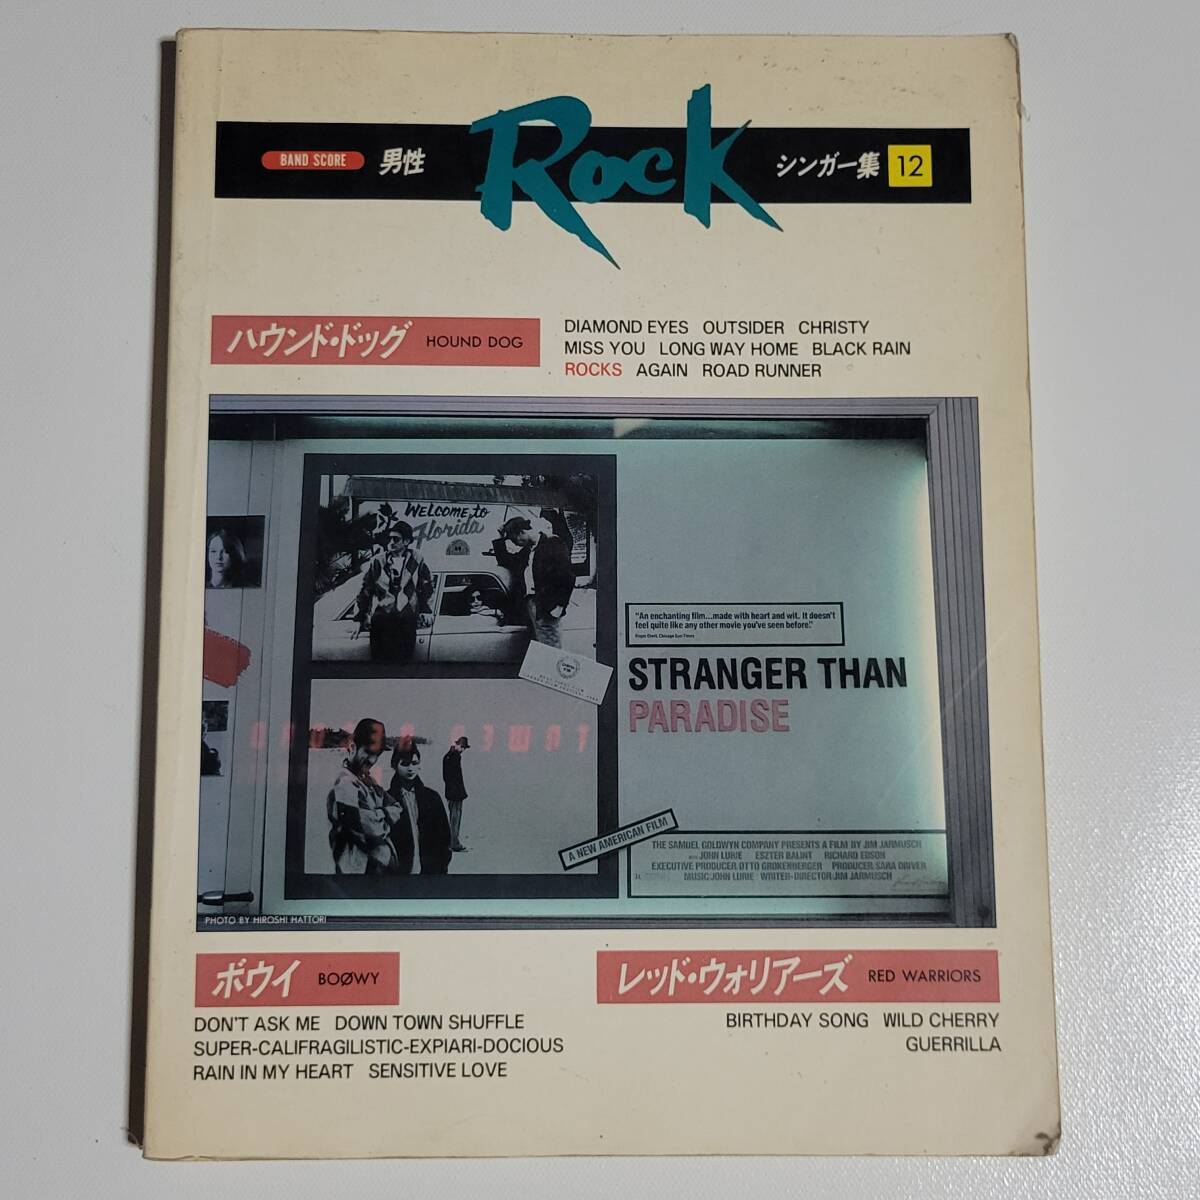 BAND SCORE 男性 Rock シンガー集 12
ハウンド・ドッグ HOUND DOG
DIAMOND EYES OUTSIDER CHRISTY
MISS YOU LONG WAY HOME BLACK RAIN
ROCKS AGAIN ROAD RUNNER
WELCOME to
Florida
"An enchanting film...made with heart and wit. It doesn't
feel quite like any other movie you've seen before."
Roger Ebert, Chicago Sun-Times
STRANGER THAN
PARADISE
A NEW AMERICAN FILM
THE SAMUEL GOLDWYN COMPANY PRESENTS A FILM BY JIM JARMUSCH
WITH JOHN LURIE ESZTER BALINT RICHARD EDSON
EXECUTIVE PRODUCER OTTO GROKENBERGER PRODUCER SARA DRIVER
MUSIC JOHN LURIE WRITER-DIRECTOR JIM JARMUSCH
PHOTO BY HIROSHI HATTORI
ボウイ BOØWY
DON'T ASK ME DOWN TOWN SHUFFLE
SUPER-CALIFRAGILISTIC-EXPIARI-DOCIOUS
RAIN IN MY HEART SENSITIVE LOVE
レッド・ウォリアーズ RED WARRIORS
BIRTHDAY SONG WILD CHERRY
GUERRILLA